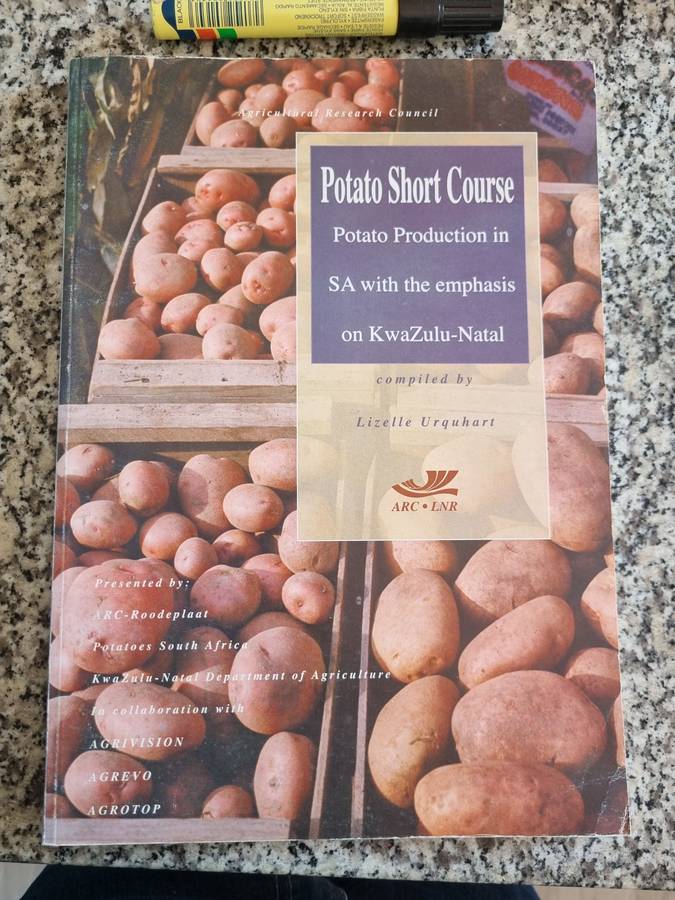 BLACK
Agricultural Research Council
Potato Short Course
Potato Production in
SA with the emphasis
on KwaZulu-Natal
compiled by
Lizelle Urquhart
ARC • LNR
Presented by:
ARC-Roodeplaat
Potatoes South Africa
KwaZulu-Natal Department of Agriculture
In collaboration with
AGRIVISION
AGREVO
AGROTOP